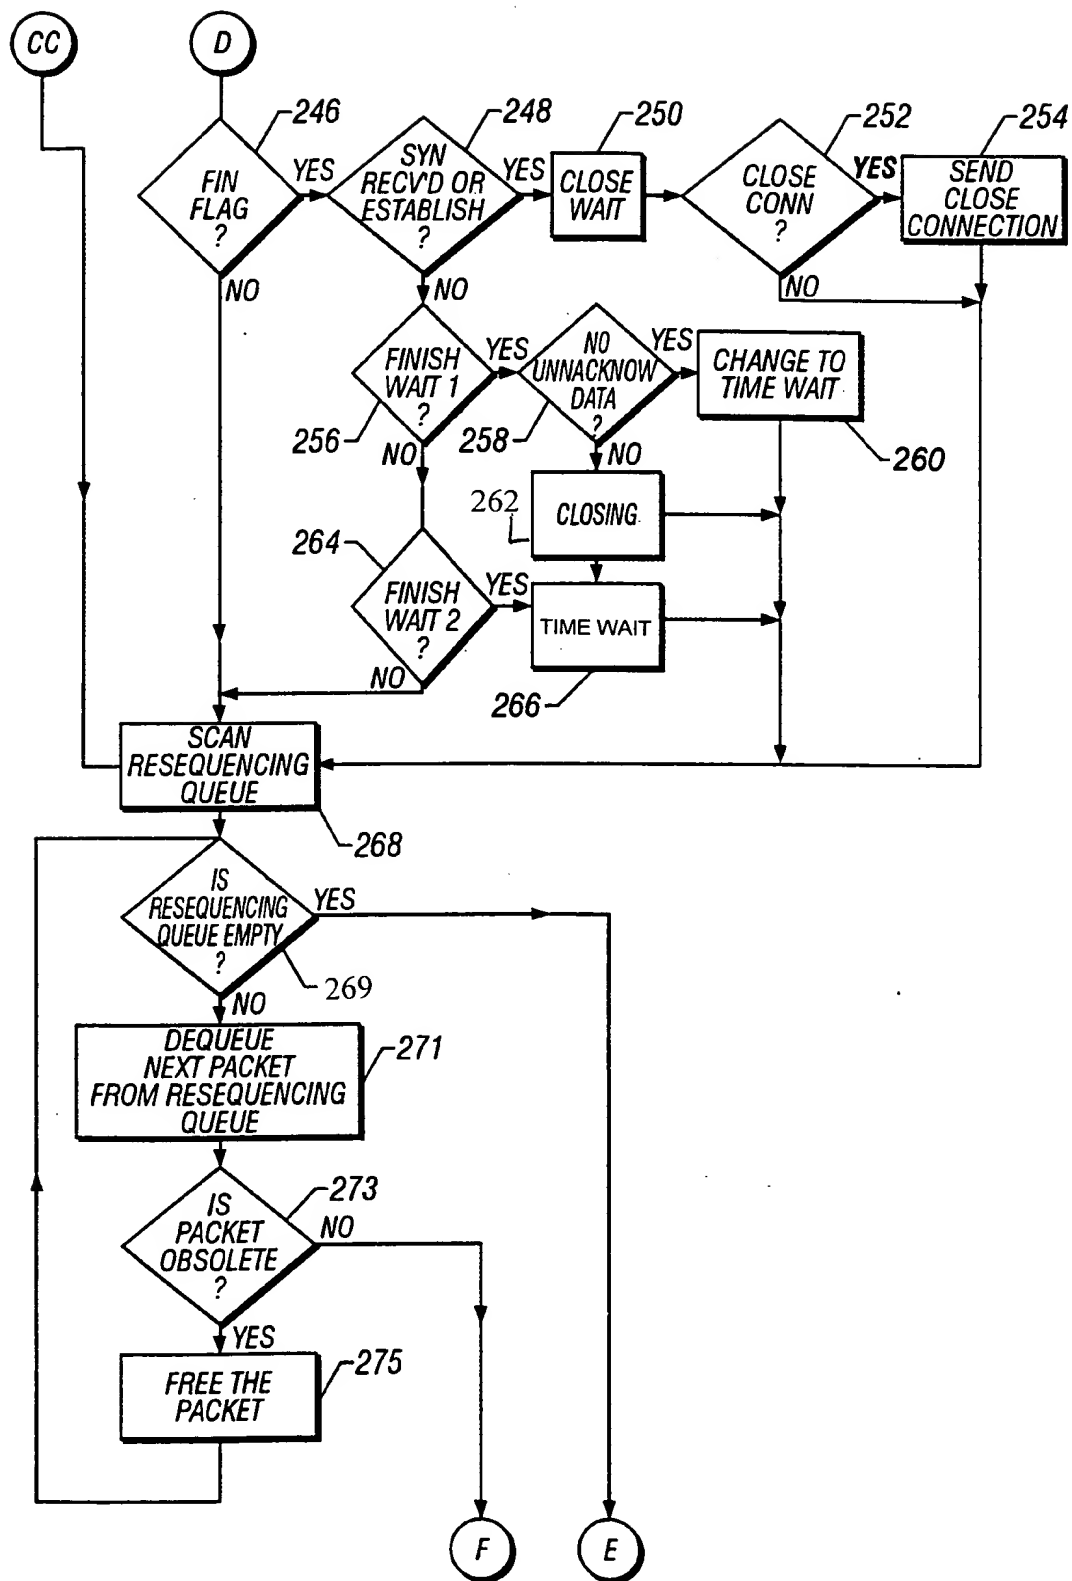 CC
D
246
248
250
252
254
FIN
FLAG
?
YES
NO
SYN
RECV'D OR
ESTABLISH
?
YES
NO
CLOSE
WAIT
CLOSE
CONN
?
YES
NO
SEND
CLOSE
CONNECTION
FINISH
WAIT 1
?
YES
NO
256
NO
UNNACKNOW
DATA
?
YES
NO
258
CHANGE TO
TIME WAIT
260
262
CLOSING
264
FINISH
WAIT 2
?
YES
NO
TIME WAIT
266
SCAN
RESEQUENCING
QUEUE
268
IS
RESEQUENCING
QUEUE EMPTY
?
YES
269
NO
DEQUEUE
NEXT PACKET
FROM RESEQUENCING
QUEUE
271
IS
PACKET
OBSOLETE
?
273
NO
YES
FREE THE
PACKET
275
F
E